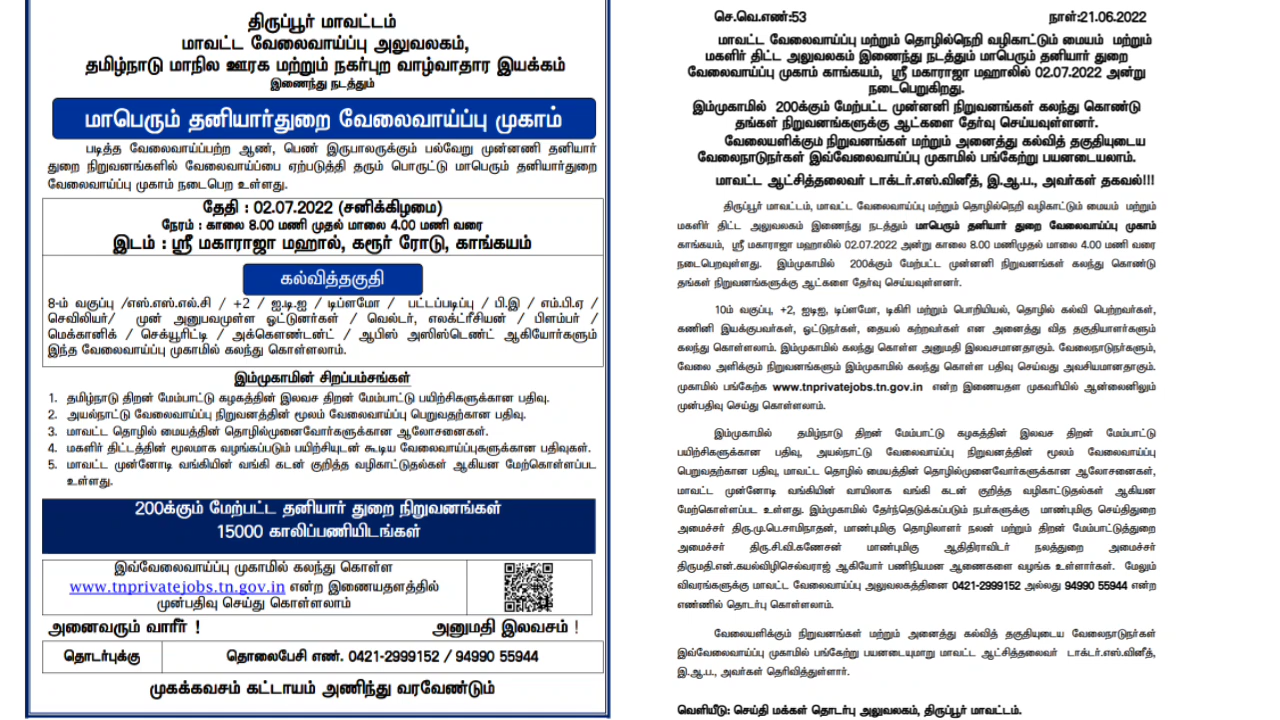 திருப்பூர் மாவட்டம்
மாவட்ட வேலைவாய்ப்பு அலுவலகம்,
தமிழ்நாடு மாநில ஊரக மற்றும் நகர்புற வாழ்வாதார இயக்கம்
இணைந்து நடத்தும்
மாபெரும் தனியார்துறை வேலைவாய்ப்பு முகாம்
படித்த வேலைவாய்ப்பற்ற ஆண், பெண் இருபாலருக்கும் பல்வேறு முன்னணி தனியார்
துறை நிறுவனங்களில் வேலைவாய்ப்பை ஏற்படுத்தி தரும் பொருட்டு மாபெரும் தனியார்துறை
வேலைவாய்ப்பு முகாம் நடைபெற உள்ளது.
தேதி : 02.07.2022 (சனிக்கிழமை)
நேரம் : காலை 8.00 மணி முதல் மாலை 4.00 மணி வரை
இடம் : ஸ்ரீ மகாராஜா மஹால், கரூர் ரோடு, காங்கயம்
கல்வித்தகுதி
8-ம் வகுப்பு /எஸ்.எஸ்.எல்.சி / +2 / ஐ.டி.ஐ / டிப்ளமோ / பட்டப்படிப்பு / பி.இ / எம்.பி.ஏ /
செவிலியர்/ முன் அனுபவமுள்ள ஓட்டுனர்கள் / வெல்டர், எலக்ட்ரீசியன் / பிளம்பர் /
மெக்கானிக் / செக்யூரிட்டி / அக்கௌண்டன்ட் / ஆபிஸ் அஸிஸ்டெண்ட் ஆகியோர்களும்
இந்த வேலைவாய்ப்பு முகாமில் கலந்து கொள்ளலாம்.
இம்முகாமின் சிறப்பம்சங்கள்
1. தமிழ்நாடு திறன் மேம்பாட்டு கழகத்தின் இலவச திறன் மேம்பாட்டு பயிற்சிகளுக்கான பதிவு.
2. அயல்நாட்டு வேலைவாய்ப்பு நிறுவனத்தின் மூலம் வேலைவாய்ப்பு பெறுவதற்கான பதிவு.
3. மாவட்ட தொழில் மையத்தின் தொழில்முனைவோர்களுக்கான ஆலோசனைகள்.
4. மகளிர் திட்டத்தின் மூலமாக வழங்கப்படும் பயிற்சியுடன் கூடிய வேலைவாய்ப்புகளுக்கான பதிவுகள்.
5. மாவட்ட முன்னோடி வங்கியின் வங்கி கடன் குறித்த வழிகாட்டுதல்கள் ஆகியன மேற்கொள்ளப்பட
உள்ளது.
200க்கும் மேற்பட்ட தனியார் துறை நிறுவனங்கள்
15000 காலிப்பணியிடங்கள்
இவ்வேலைவாய்ப்பு முகாமில் கலந்து கொள்ள
www.tnprivatejobs.tn.gov.in என்ற இணையதளத்தில்
முன்பதிவு செய்து கொள்ளலாம்
அனைவரும் வாரீர் !
அனுமதி இலவசம் !
தொடர்புக்கு
தொலைபேசி எண். 0421-2999152 / 94990 55944
முகக்கவசம் கட்டாயம் அணிந்து வரவேண்டும்
செ.வெ.எண்:53
நாள்:21.06.2022
மாவட்ட வேலைவாய்ப்பு மற்றும் தொழில்நெறி வழிகாட்டும் மையம் மற்றும்
மகளிர் திட்ட அலுவலகம் இணைந்து நடத்தும் மாபெரும் தனியார் துறை
வேலைவாய்ப்பு முகாம் காங்கயம், ஸ்ரீ மகாராஜா மஹாலில் 02.07.2022 அன்று
நடைபெறுகிறது.
இம்முகாமில் 200க்கும் மேற்பட்ட முன்னனி நிறுவனங்கள் கலந்து கொண்டு
தங்கள் நிறுவனங்களுக்கு ஆட்களை தேர்வு செய்யவுள்ளனர்.
வேலையளிக்கும் நிறுவனங்கள் மற்றும் அனைத்து கல்வித் தகுதியுடைய
வேலைநாடுநர்கள் இவ்வேலைவாய்ப்பு முகாமில் பங்கேற்று பயனடையலாம்.
மாவட்ட ஆட்சித்தலைவர் டாக்டர்.எஸ்.வினீத், இ.ஆ.ப., அவர்கள் தகவல்!!!
திருப்பூர் மாவட்டம், மாவட்ட வேலைவாய்ப்பு மற்றும் தொழில்நெறி வழிகாட்டும் மையம் மற்றும்
மகளிர் திட்ட அலுவலகம் இணைந்து நடத்தும் மாபெரும் தனியார் துறை வேலைவாய்ப்பு முகாம்
காங்கயம், ஸ்ரீ மகாராஜா மஹாலில் 02.07.2022 அன்று காலை 8.00 மணிமுதல் மாலை 4.00 மணி வரை
நடைபெறவுள்ளது. இம்முகாமில் 200க்கும் மேற்பட்ட முன்னனி நிறுவனங்கள் கலந்து கொண்டு
தங்கள் நிறுவனங்களுக்கு ஆட்களை தேர்வு செய்யவுள்ளனர்.
10ம் வகுப்பு, +2, ஐடிஐ, டிப்ளமோ, டிகிரி மற்றும் பொறியியல், தொழில் கல்வி பெற்றவர்கள்,
கணினி இயக்குபவர்கள், ஓட்டுநர்கள், தையல் கற்றவர்கள் என அனைத்து வித தகுதியாளர்களும்
கலந்து கொள்ளலாம். இம்முகாமில் கலந்து கொள்ள அனுமதி இலவசமானதாகும். வேலைநாடுநர்களும்,
வேலை அளிக்கும் நிறுவனங்களும் இம்முகாமில் கலந்து கொள்ள பதிவு செய்வது அவசியமானதாகும்.
முகாமில் பங்கேற்க www.tnprivatejobs.tn.gov.in என்ற இணையதள முகவரியில் ஆன்லைனிலும்
முன்பதிவு செய்து கொள்ளலாம்.
இம்முகாமில் தமிழ்நாடு திறன் மேம்பாட்டு கழகத்தின் இலவச திறன் மேம்பாட்டு
பயிற்சிகளுக்கான பதிவு, அயல்நாட்டு வேலைவாய்ப்பு நிறுவனத்தின் மூலம் வேலைவாய்ப்பு
பெறுவதற்கான பதிவு, மாவட்ட தொழில் மையத்தின் தொழில்முனைவோர்களுக்கான ஆலோசனைகள்,
மாவட்ட முன்னோடி வங்கியின் வாயிலாக வங்கி கடன் குறித்த வழிகாட்டுதல்கள் ஆகியன
மேற்கொள்ளப்பட உள்ளது. இம்முகாமில் தேர்ந்தெடுக்கப்படும் நபர்களுக்கு மாண்புமிகு செய்தித்துறை
அமைச்சர் திரு.மு.பெ.சாமிநாதன், மாண்புமிகு தொழிலாளர் நலன் மற்றும் திறன் மேம்பாட்டுத்துறை
அமைச்சர் திரு.சி.வி.கணேசன் மாண்புமிகு ஆதிதிராவிடர் நலத்துறை அமைச்சர்
திருமதி.என்.கயல்விழிசெல்வராஜ் ஆகியோர் பணிநியமன ஆணைகளை வழங்க உள்ளார்கள். மேலும்
விவரங்களுக்கு மாவட்ட வேலைவாய்ப்பு அலுவலகத்தினை 0421-2999152 அல்லது 94990 55944 என்ற
எண்ணில் தொடர்பு கொள்ளலாம்.
வேலையளிக்கும் நிறுவனங்கள் மற்றும் அனைத்து கல்வித் தகுதியுடைய வேலைநாடுநர்கள்
இவ்வேலைவாய்ப்பு முகாமில் பங்கேற்று பயனடையுமாறு மாவட்ட ஆட்சித்தலைவர் டாக்டர்.எஸ்.வினீத்,
இ.ஆ.ப., அவர்கள் தெரிவித்துள்ளார்.
வெளியீடு: செய்தி மக்கள் தொடர்பு அலுவலகம், திருப்பூர் மாவட்டம்.